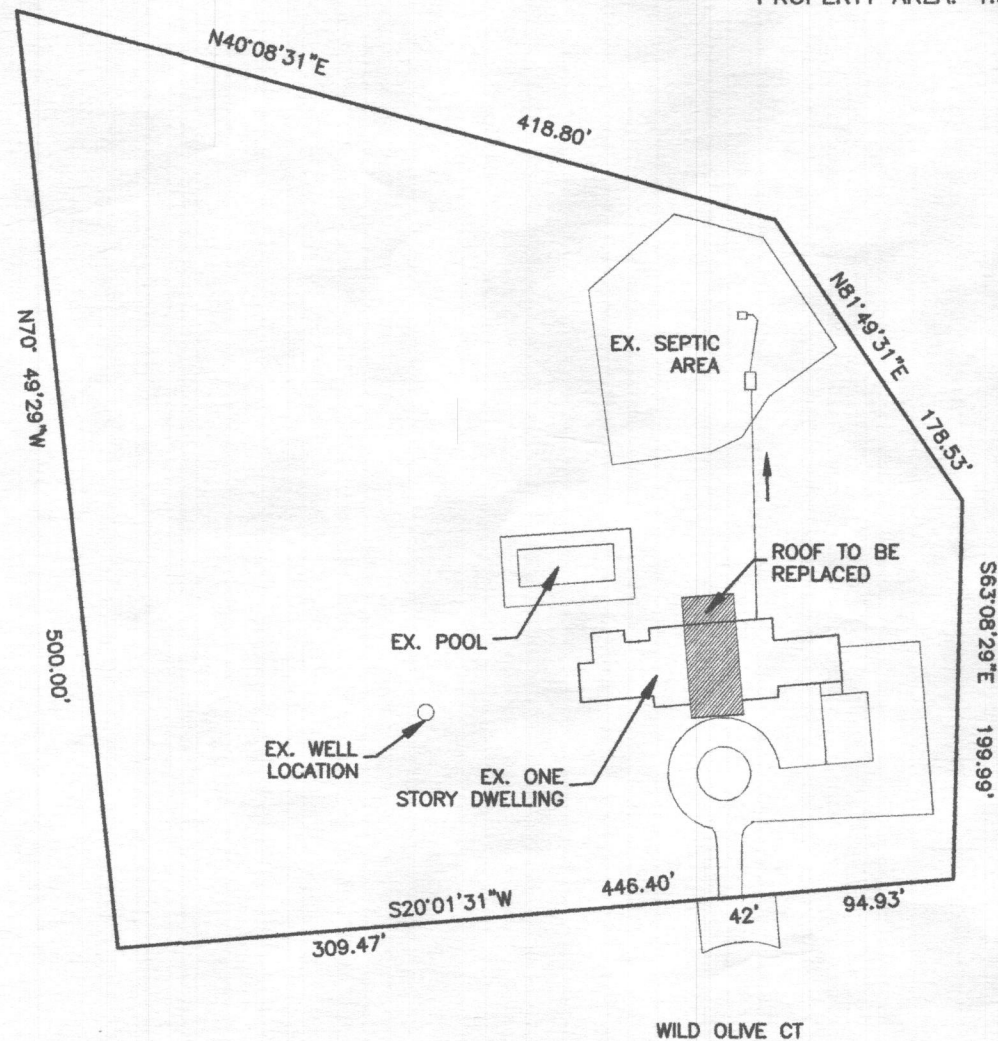 PROPERTY AREA:
N40°08'31"E
418.80'
N81°49'31"E
178.53'
EX. SEPTIC
AREA
N70° 49'29"W
500.00'
S63°08'29"E 199.99'
ROOF TO BE
REPLACED
EX. POOL
EX. WELL
LOCATION
EX. ONE
STORY DWELLING
S20°01'31"W
446.40'
309.47'
42'
94.93'
WILD OLIVE CT